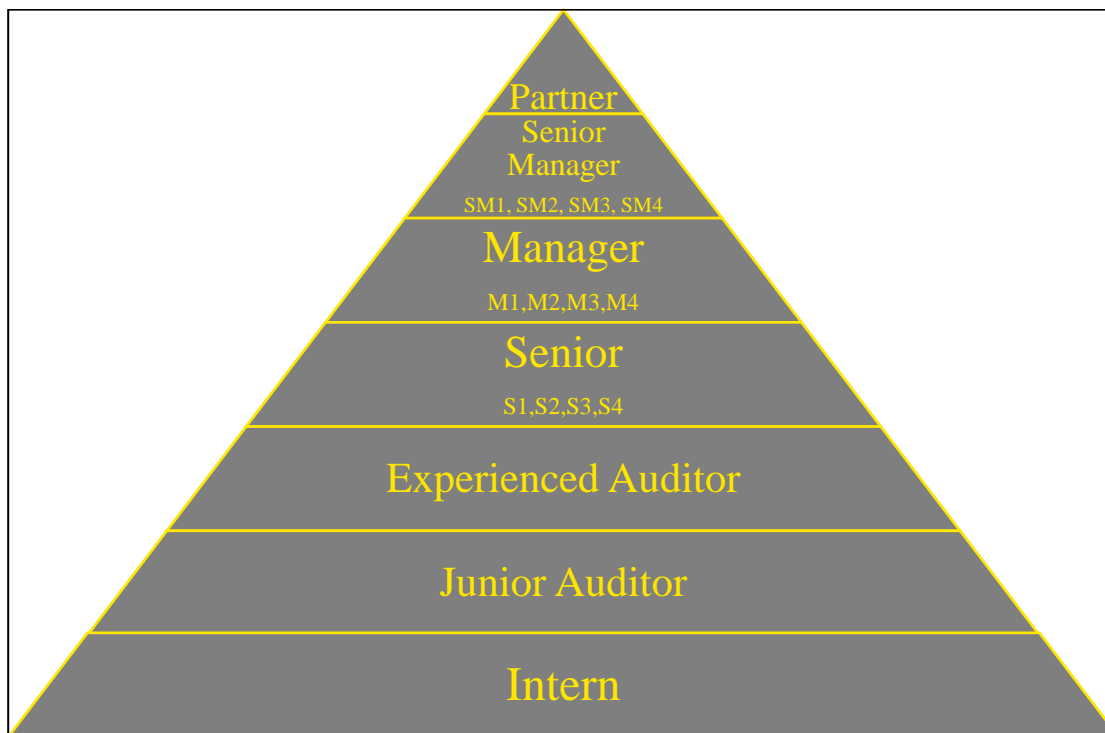 Partner
Senior
Manager
SM1, SM2, SM3, SM4
Manager
M1,M2,M3,M4
Senior
S1,S2,S3,S4
Experienced Auditor
Junior Auditor
Intern